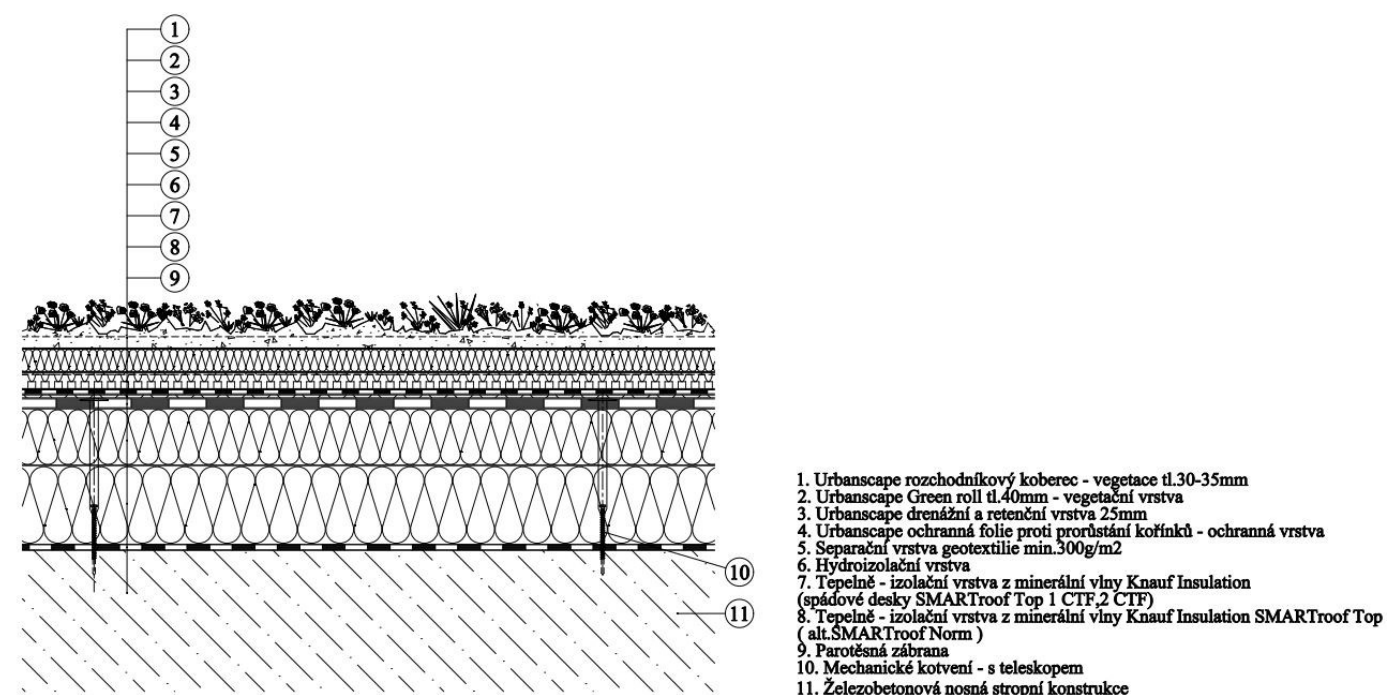 1
2
3
4
5
6
7
8
9
10
11
1. Urbanscape rozchodníkový koberec - vegetace tl.30-35mm
2. Urbanscape Green roll tl.40mm - vegetační vrstva
3. Urbanscape drenážní a retenční vrstva 25mm
4. Urbanscape ochranná folie proti prorůstání kořínků - ochranná vrstva
5. Separační vrstva geotextilie min.300g/m2
6. Hydroizolační vrstva
7. Tepelně - izolační vrstva z minerální vlny Knauf Insulation
(spádové desky SMARTroof Top 1 CTF,2 CTF)
8. Tepelně - izolační vrstva z minerální vlny Knauf Insulation SMARTroof Top
( alt.SMARTroof Norm )
9. Parotěsná zábrana
10. Mechanické kotvení - s teleskopem
11. Železobetonová nosná stropní konstrukce